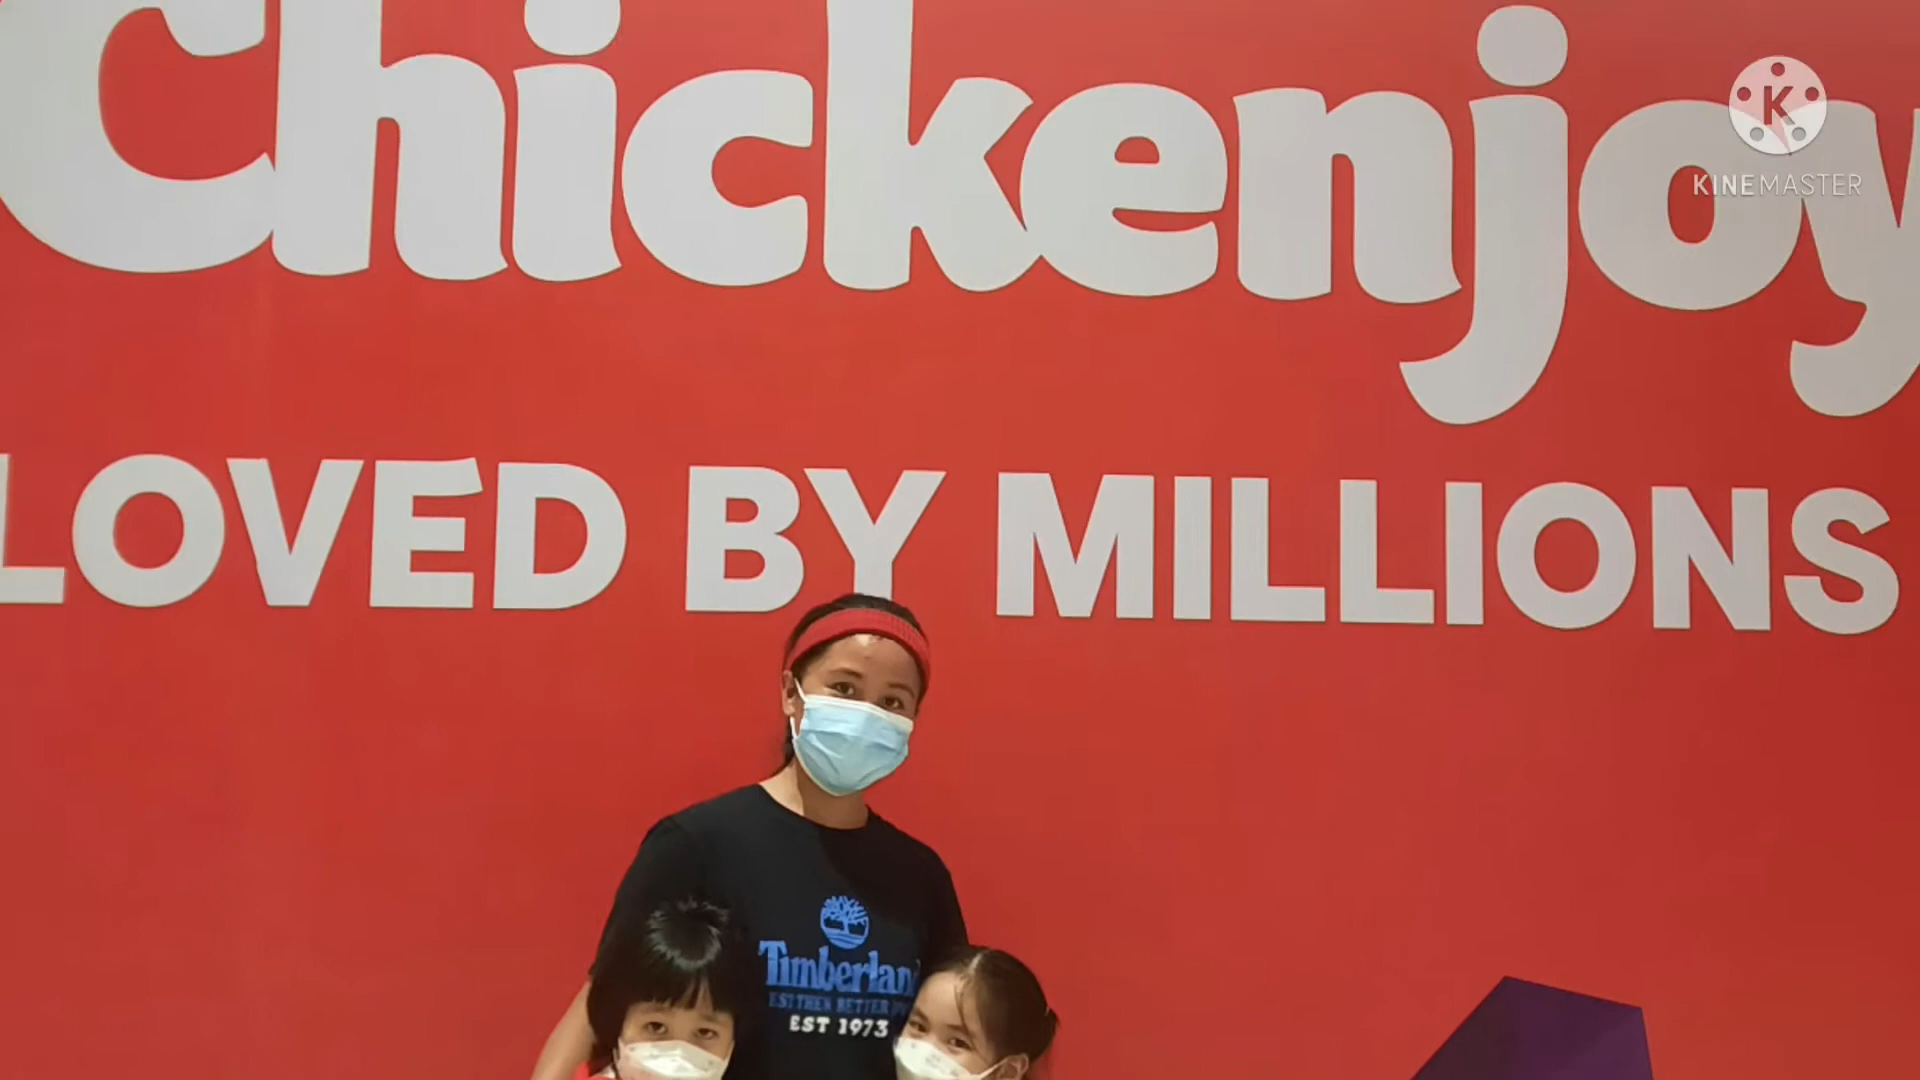 Chickenjoy
KINEMASTER
LOVED BY MILLIONS
Timberland
EST 1973